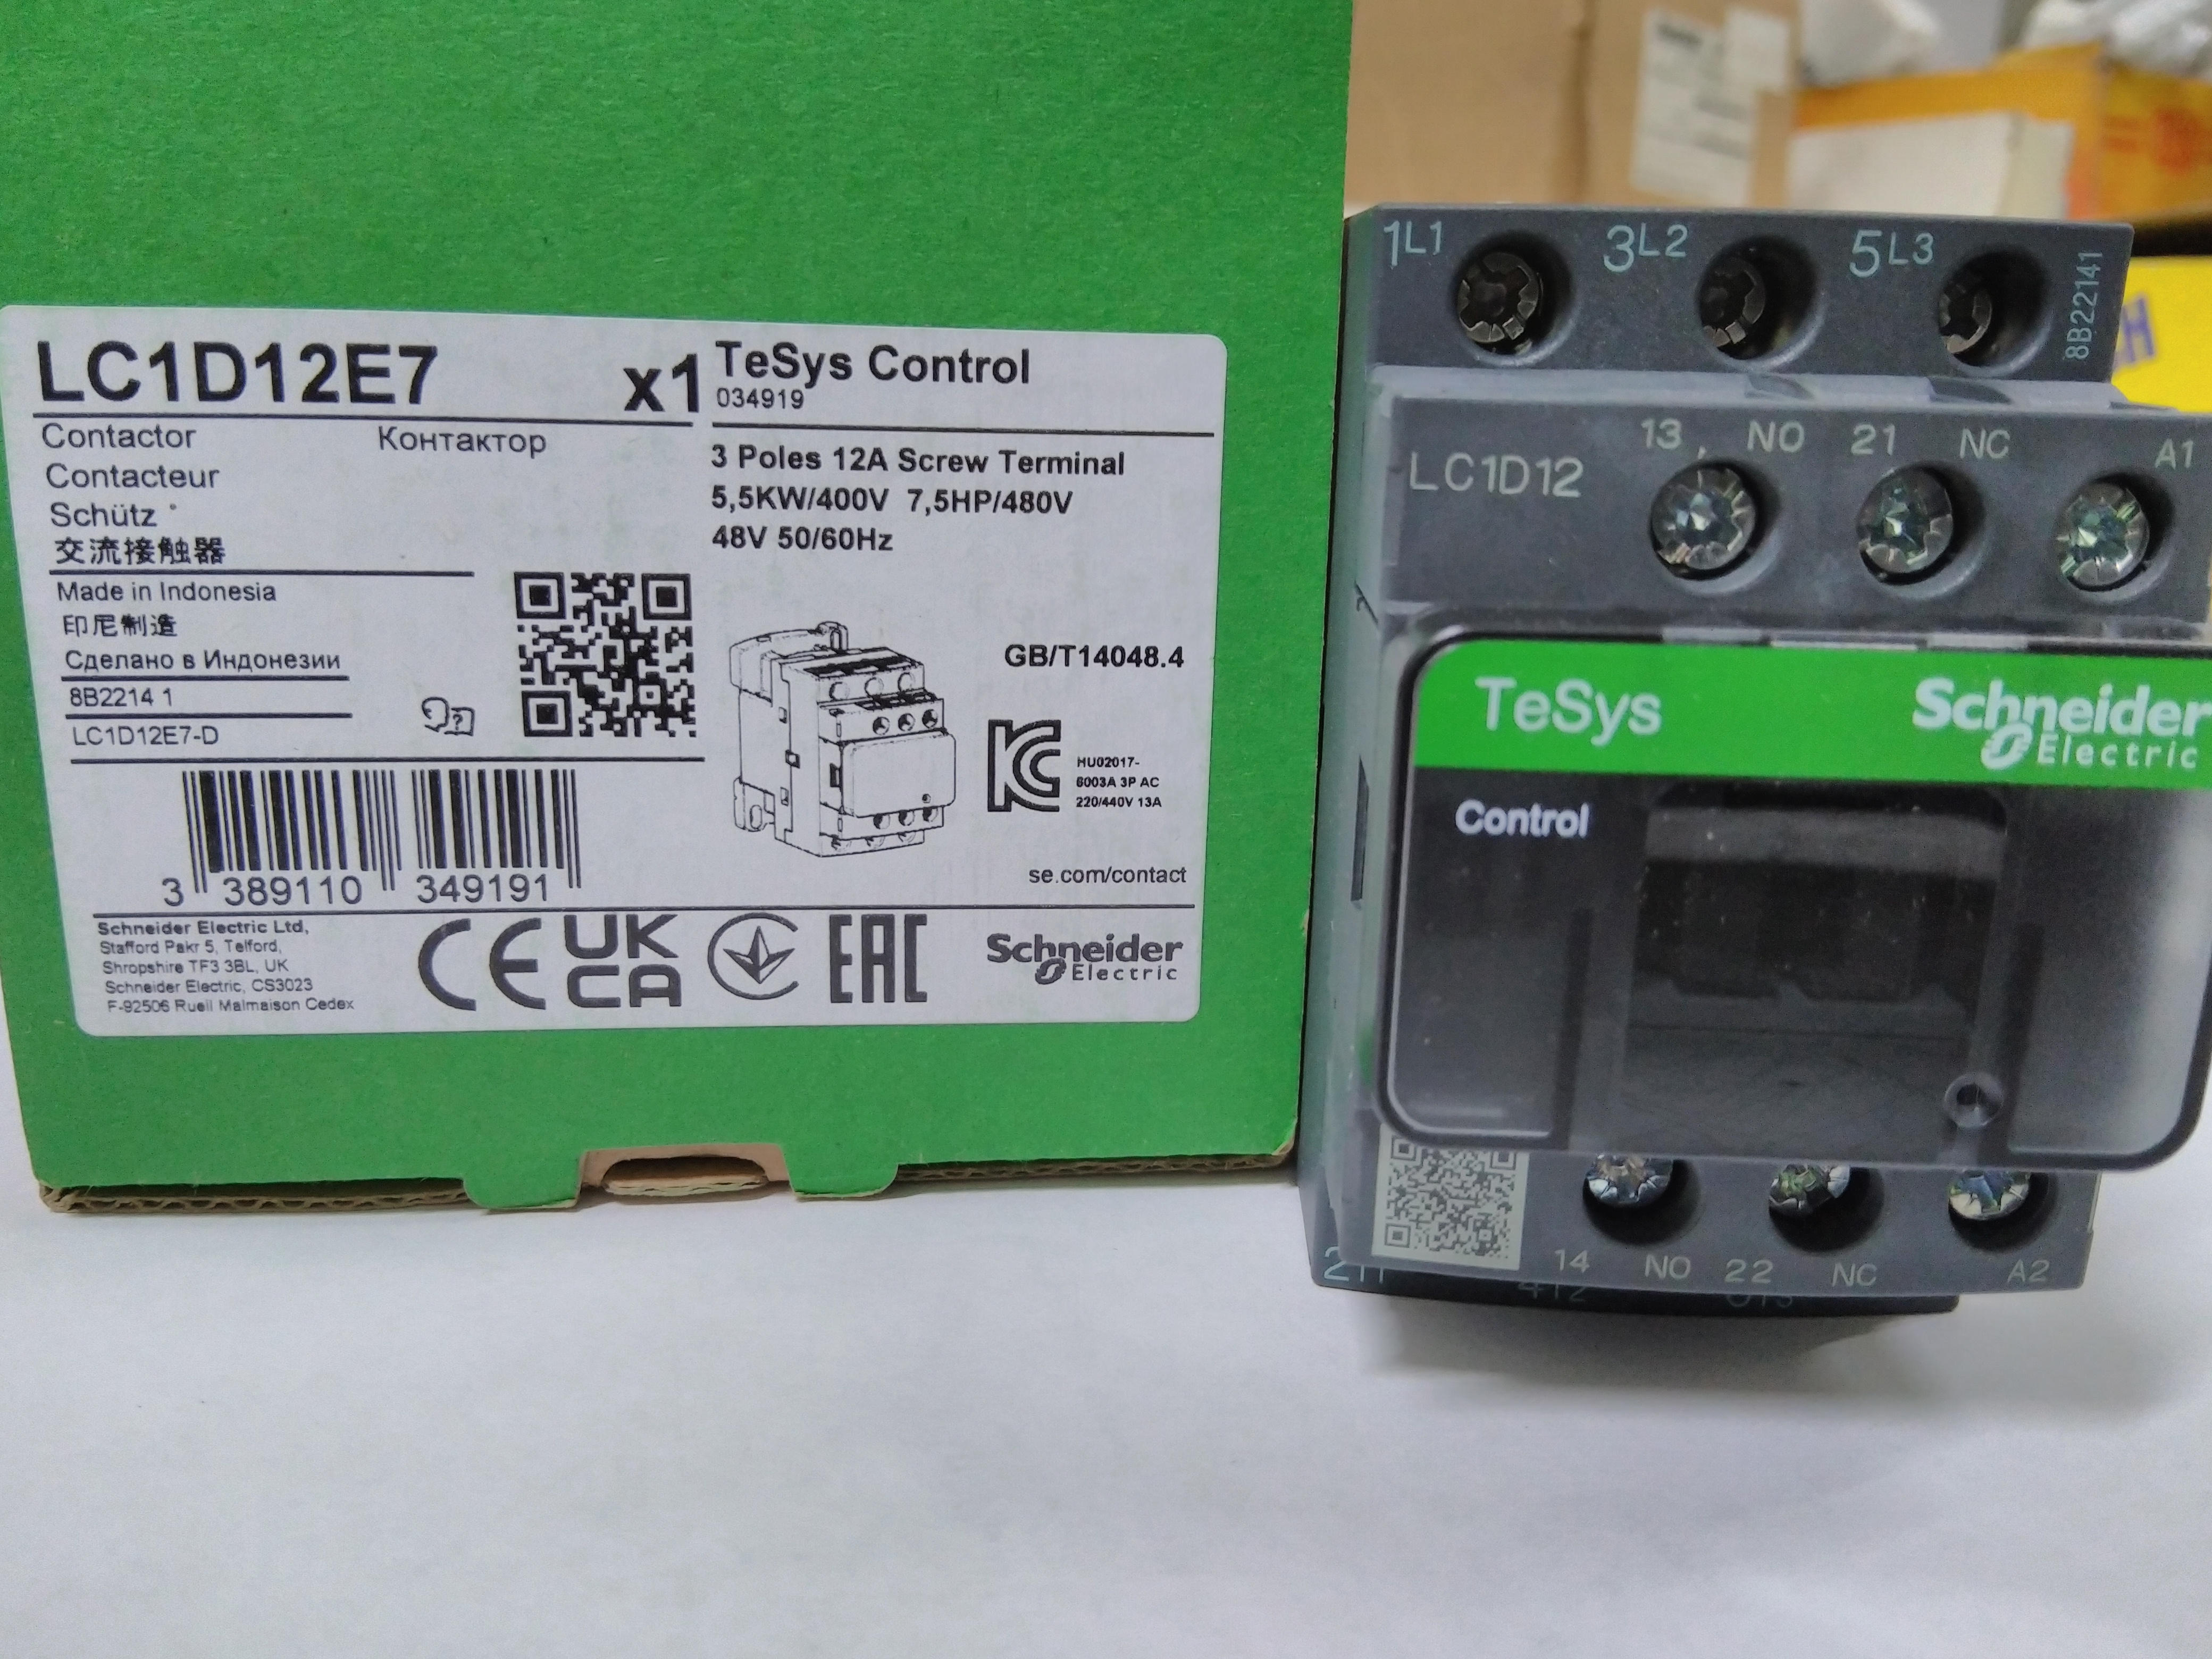 LC1D12E7
x1
TeSys Control
034919
Contactor Контактор
Contacteur
Schütz
交流接触器
3 Poles 12A Screw Terminal
5,5KW/400V 7,5HP/480V
48V 50/60Hz
Made in Indonesia
印尼制造
Сделано в Индонезии
8B2214 1
LC1D12E7-D
?
GB/T14048.4
KC
HU02017-
6003A 3P AC
220/440V 13A
se.com/contact
3 389110 349191
Schneider Electric Ltd,
Stafford Pakr 5, Telford,
Shropshire TF3 3BL, UK
Schneider Electric, CS3023
F-92506 Rueil Malmaison Cedex
CE
UK
CA
EAC
Schneider
Electric
1L1 3L2 5L3
8B22141
LC1D12
13 NO 21 NC A1
TeSys
Schneider
Electric
Control
14 NO 22 NC A2
4T2